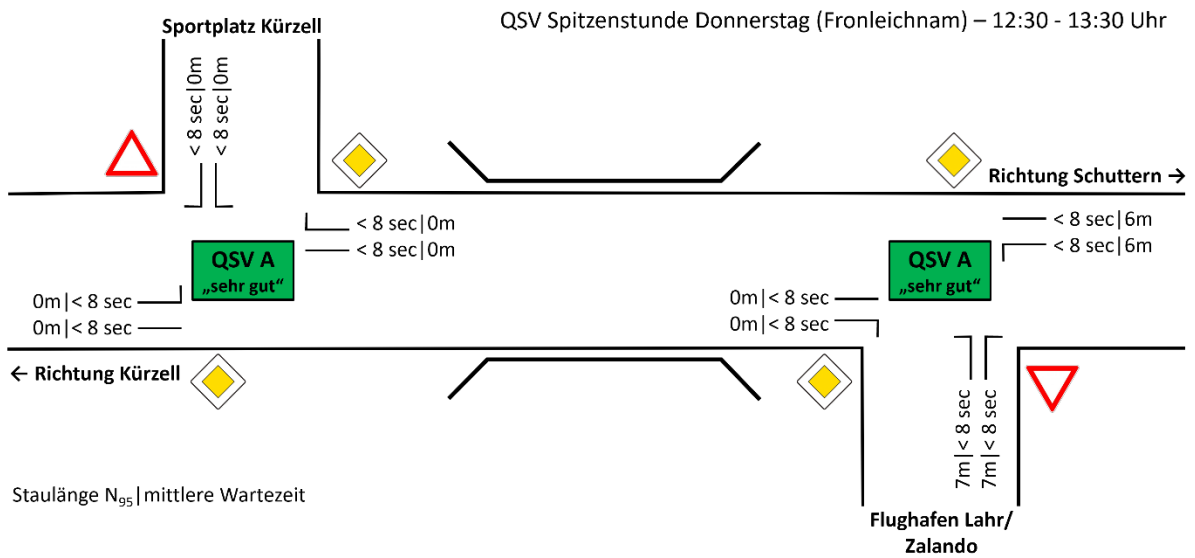 QSV Spitzenstunde Donnerstag (Fronleichnam) – 12:30 - 13:30 Uhr
Sportplatz Kürzell
< 8 sec|0m
< 8 sec|0m
Richtung Schuttern →
< 8 sec|0m
< 8 sec|0m
QSV A
„sehr gut“
0m|< 8 sec
0m|< 8 sec
< 8 sec|6m
< 8 sec|6m
QSV A
„sehr gut“
0m|< 8 sec
0m|< 8 sec
← Richtung Kürzell
7m|< 8 sec
7m|< 8 sec
Staulänge N95|mittlere Wartezeit
Flughafen Lahr/
Zalando